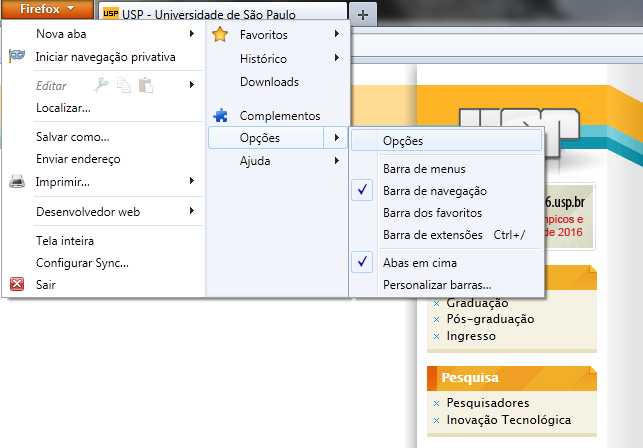 Firefox
USP USP - Universidade de São Paulo
Nova aba
Iniciar navegação privativa
Editar
Localizar...
Salvar como...
Enviar endereço
Imprimir...
Desenvolvedor web
Tela inteira
Configurar Sync...
Sair
Favoritos
Histórico
Downloads
Complementos
Opções
Ajuda
Opções
Barra de menus
Barra de navegação
Barra dos favoritos
Barra de extensões Ctrl+/
Abas em cima
Personalizar barras...
6.usp.br
mpicos e
de 2016
Graduação
Pós-graduação
Ingresso
Pesquisa
Pesquisadores
Inovação Tecnológica